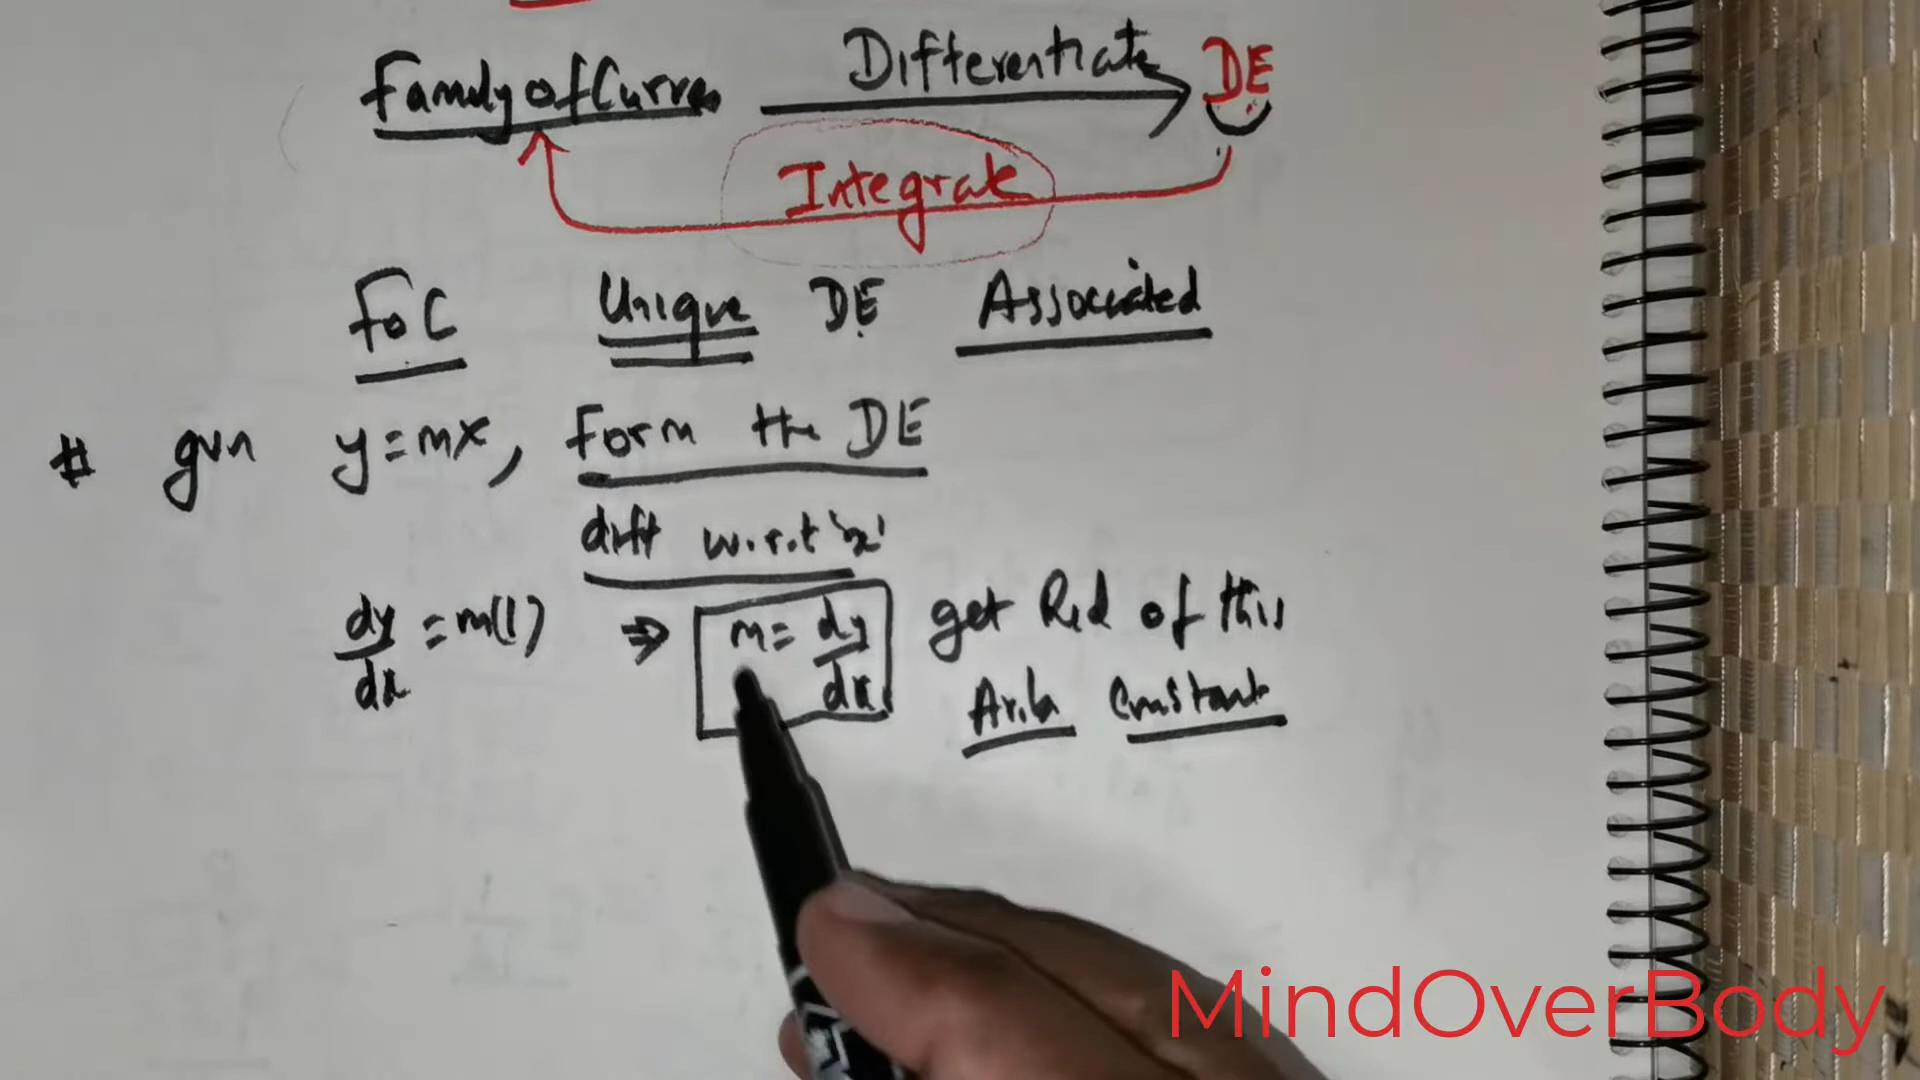 Family of Curves Differentiate DE
Integrate
FoC Unique DE Associated
# gvn y=mx, Form the DE
diff w.r.t 'x'
dy/dx = m(1) ⇒ m = dy/dx get Rid of this
Arb Constant
MindOverBody